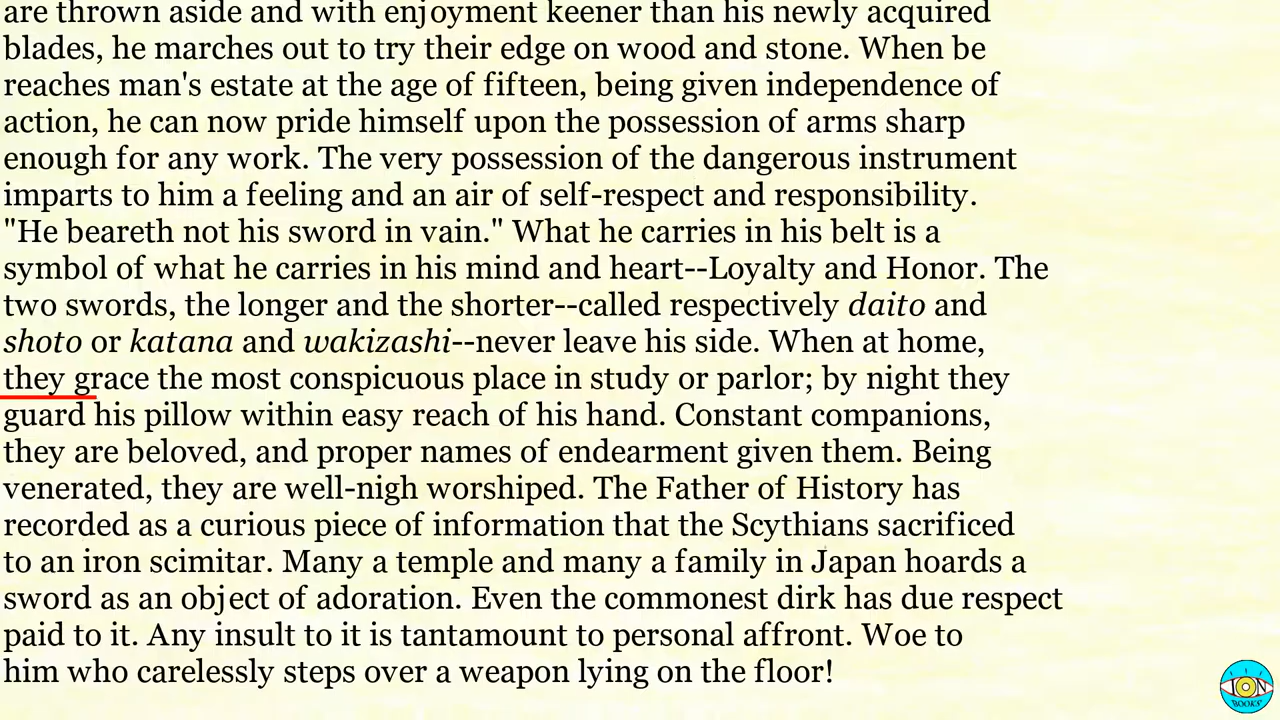 are thrown aside and with enjoyment keener than his newly acquired
blades, he marches out to try their edge on wood and stone. When be
reaches man's estate at the age of fifteen, being given independence of
action, he can now pride himself upon the possession of arms sharp
enough for any work. The very possession of the dangerous instrument
imparts to him a feeling and an air of self-respect and responsibility.
"He beareth not his sword in vain." What he carries in his belt is a
symbol of what he carries in his mind and heart--Loyalty and Honor. The
two swords, the longer and the shorter--called respectively daito and
shoto or katana and wakizashi--never leave his side. When at home,
they grace the most conspicuous place in study or parlor; by night they
guard his pillow within easy reach of his hand. Constant companions,
they are beloved, and proper names of endearment given them. Being
venerated, they are well-nigh worshiped. The Father of History has
recorded as a curious piece of information that the Scythians sacrificed
to an iron scimitar. Many a temple and many a family in Japan hoards a
sword as an object of adoration. Even the commonest dirk has due respect
paid to it. Any insult to it is tantamount to personal affront. Woe to
him who carelessly steps over a weapon lying on the floor!
ION
BOOKS